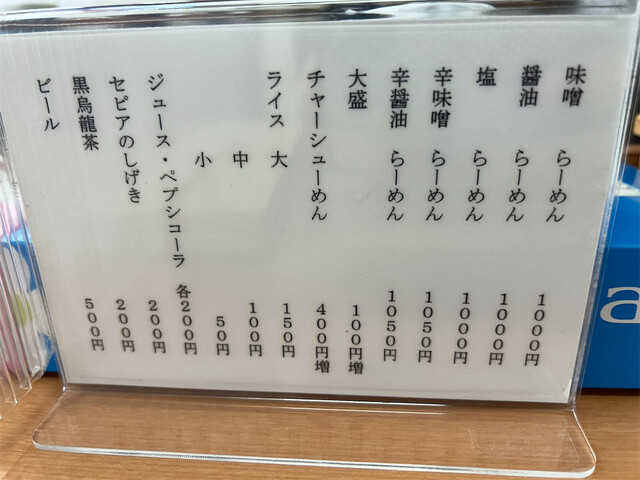 味噌 らーめん 1000円
醤油 らーめん 1000円
塩 らーめん 1000円
辛味噌 らーめん 1050円
辛醤油 らーめん 1050円
大盛 100円増
チャーシューめん 400円増
ライス 大 150円
中 100円
小 50円
ジュース・ペプシコーラ 各200円
セピアのしげき 200円
黒烏龍茶 200円
ビール 500円
a